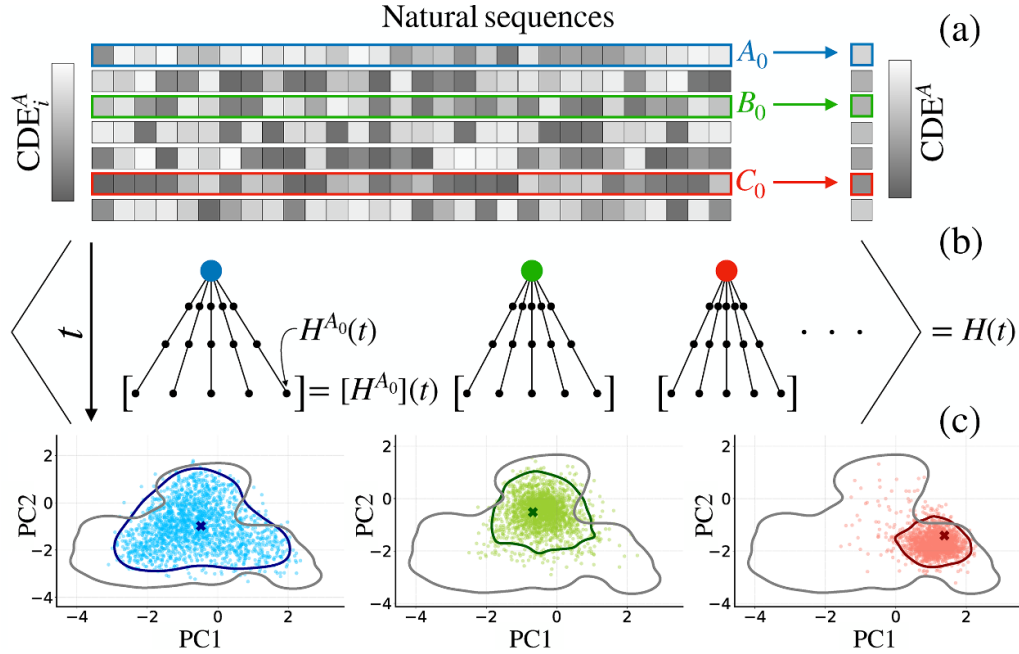 Natural sequences
(a)
CDE_i^A
A_0
B_0
C_0
CDE^A
(b)
t
H^{A_0}(t)
[ ] = [H^{A_0}](t)
[ ]
[ ]
· · ·
= H(t)
(c)
PC2
2
0
−2
−4
−4
−2
0
2
PC1
PC2
2
0
−2
−4
−4
−2
0
2
PC1
PC2
2
0
−2
−4
−4
−2
0
2
PC1